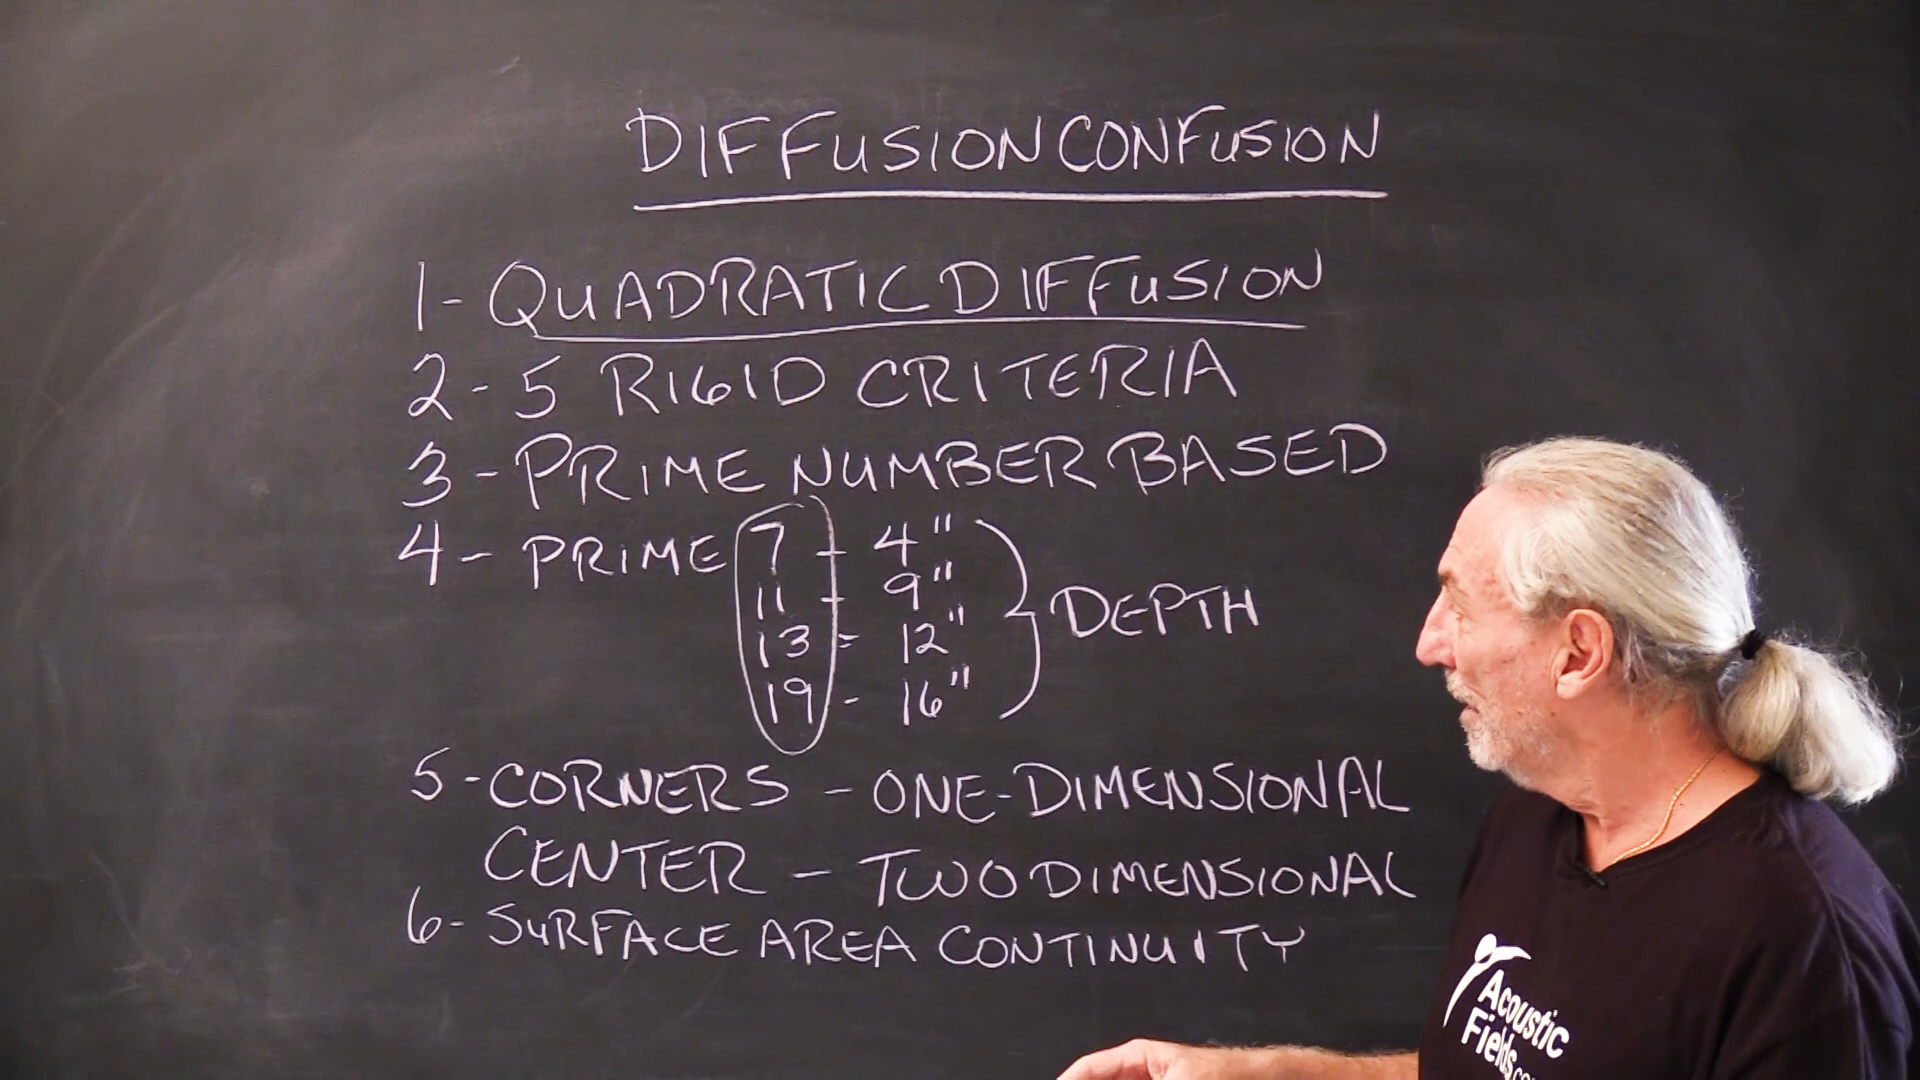 DIFFUSION CONFUSION
1- QUADRATIC DIFFUSION
2- 5 RIGID CRITERIA
3- PRIME NUMBER BASED
4- PRIME 7 - 4"
11 - 9"
13 = 12"
19 - 16"
DEPTH
5- CORNERS - ONE-DIMENSIONAL
CENTER - TWO DIMENSIONAL
6- SURFACE AREA CONTINUITY
Acoustic
Fields